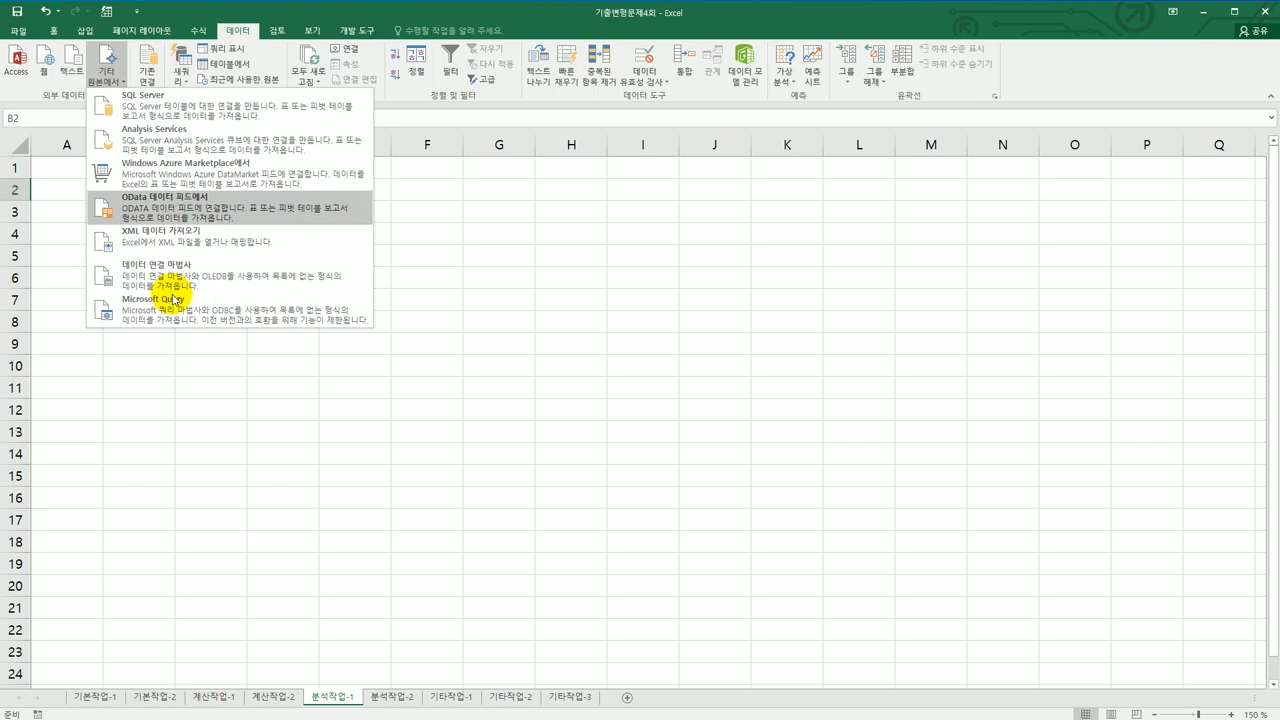 기출변형문제4회 - Excel
파일 홈 삽입 페이지 레이아웃 수식 데이터 검토 보기 개발 도구 수행할 작업을 알려 주세요. 공유
Access 웹 텍스트 기타 원본에서 기존 연결 새쿼리 쿼리 표시 테이블에서 최근에 사용한 원본 모두 새로 고침 연결 속성 연결 편집 정렬 필터 지우기 다시 적용 고급 텍스트 나누기 빠른 채우기 중복된 항목 제거 데이터 유효성 검사 통합 관계 데이터 모델 관리 가상 분석 예측 시트 그룹 그룹 해제 부분합 하위 수준 표시 하위 수준 숨기기
외부 데이터 정렬 및 필터 데이터 도구 예측 윤곽선
SQL Server
SQL Server 테이블에 대한 연결을 만듭니다. 표 또는 피벗 테이블
보고서 형식으로 데이터를 가져옵니다.
Analysis Services
SQL Server Analysis Services 큐브에 대한 연결을 만듭니다. 표 또는
피벗 테이블 보고서 형식으로 데이터를 가져옵니다.
Windows Azure Marketplace에서
Microsoft Windows Azure DataMarket 피드에 연결합니다. 데이터를
Excel의 표 또는 피벗 테이블 보고서로 가져옵니다.
OData 데이터 피드에서
ODATA 데이터 피드에 연결합니다. 표 또는 피벗 테이블 보고서
형식으로 데이터를 가져옵니다.
XML 데이터 가져오기
Excel에서 XML 파일을 열거나 매핑합니다.
데이터 연결 마법사
데이터 연결 마법사와 OLEDB를 사용하여 목록에 없는 형식의
데이터를 가져옵니다.
Microsoft Query
Microsoft 쿼리 마법사와 ODBC를 사용하여 목록에 없는 형식의
데이터를 가져옵니다. 이전 버전과의 호환을 위해 기능이 제한됩니다.
B2
A F G H I J K L M N O P Q
1
2
3
4
5
6
7
8
9
10
11
12
13
14
15
16
17
18
19
20
21
22
23
24
기본작업-1 기본작업-2 계산작업-1 계산작업-2 분석작업-1 분석작업-2 기타작업-1 기타작업-2 기타작업-3
준비 150 %